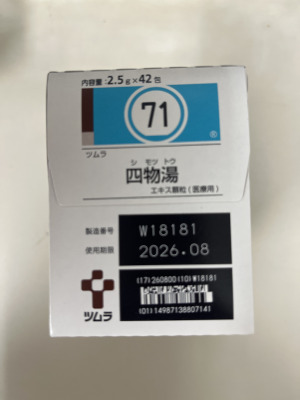 内容量:2.5g×42包
71
®
ツムラ
シ モツ トウ
四物湯
エキス顆粒(医療用)
製造番号 W18181
使用期限 2026.08
(17)260800(10)W18181
(01)14987138807141
ツムラ